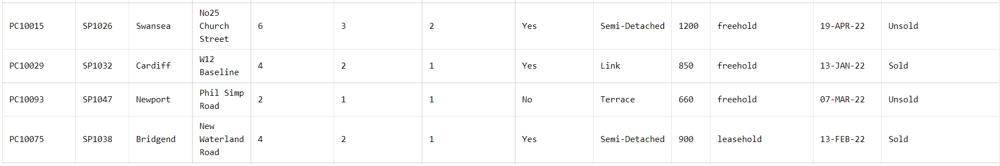 PC10015 SP1026 Swansea No25 Church Street 6 3 2 Yes Semi-Detached 1200 freehold 19-APR-22 Unsold
PC10029 SP1032 Cardiff W12 Baseline 4 2 1 Yes Link 850 freehold 13-JAN-22 Sold
PC10093 SP1047 Newport Phil Simp Road 2 1 1 No Terrace 660 freehold 07-MAR-22 Unsold
PC10075 SP1038 Bridgend New Waterland Road 4 2 1 Yes Semi-Detached 900 leasehold 13-FEB-22 Sold